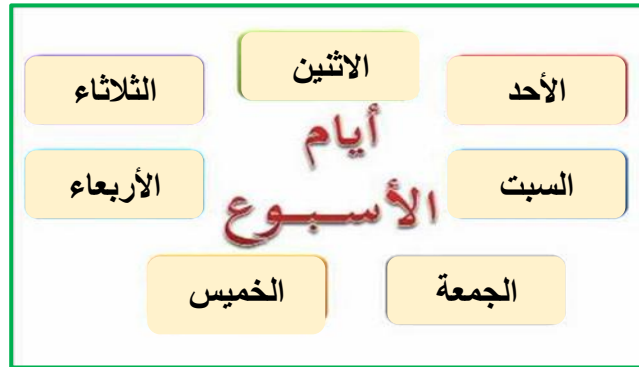 أيام
الأسبوع
السبت
الأحد
الاثنين
الثلاثاء
الأربعاء
الخميس
الجمعة